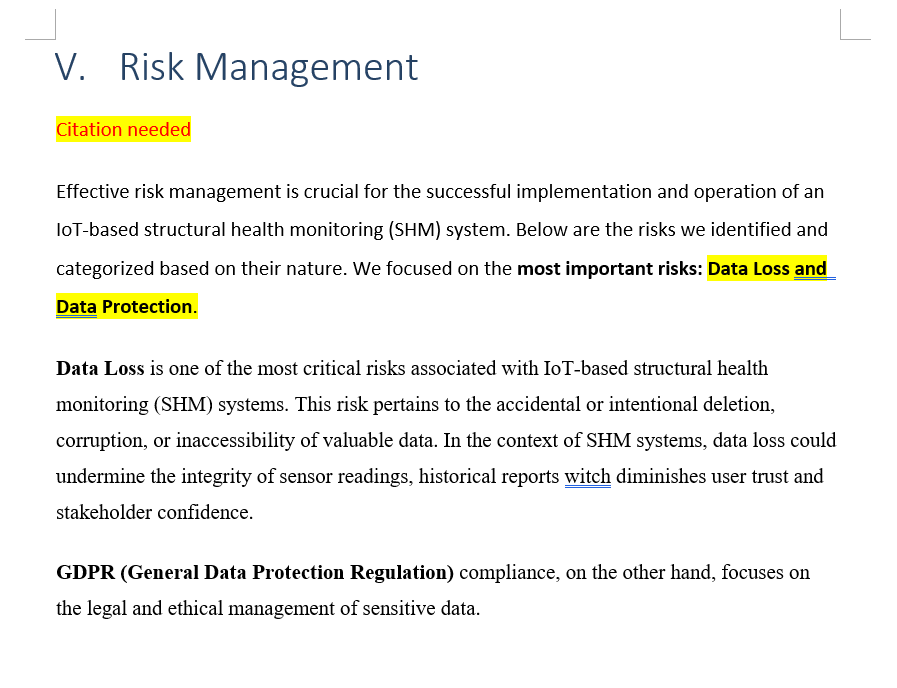 V. Risk Management
Citation needed
Effective risk management is crucial for the successful implementation and operation of an
IoT-based structural health monitoring (SHM) system. Below are the risks we identified and
categorized based on their nature. We focused on the most important risks: Data Loss and
Data Protection.
Data Loss is one of the most critical risks associated with IoT-based structural health
monitoring (SHM) systems. This risk pertains to the accidental or intentional deletion,
corruption, or inaccessibility of valuable data. In the context of SHM systems, data loss could
undermine the integrity of sensor readings, historical reports witch diminishes user trust and
stakeholder confidence.
GDPR (General Data Protection Regulation) compliance, on the other hand, focuses on
the legal and ethical management of sensitive data.